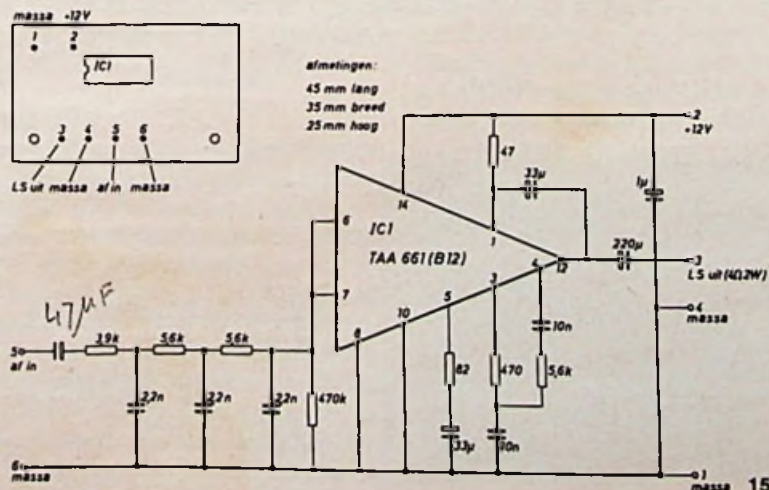 massa +12V
1 2
IC1
3 4 5 6
LS uit massa af in massa
afmetingen:
45 mm lang
35 mm breed
25 mm hoog
2
+12V
47
33µ
1µ
14
1
6
IC1
TAA 661 (B12)
12
220µ
3
LS uit (4Ω2W)
7
4
massa
8
10
5
3
4
10n
47µF
5
af in
3,9k
5,6k
5,6k
82
470
5,6k
2,2n
2,2n
2,2n
470k
33µ
10n
6
massa
1
massa
15